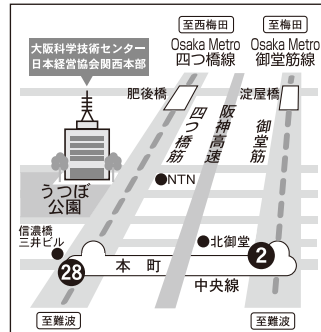 至西梅田
至梅田
Osaka Metro
四つ橋線
Osaka Metro
御堂筋線
大阪科学技術センター
日本経営協会関西本部
肥後橋
淀屋橋
四つ橋筋
阪神高速
御堂筋
NTN
うつぼ
公園
信濃橋
三井ビル
北御堂
28
本町
2
中央線
至難波
至難波